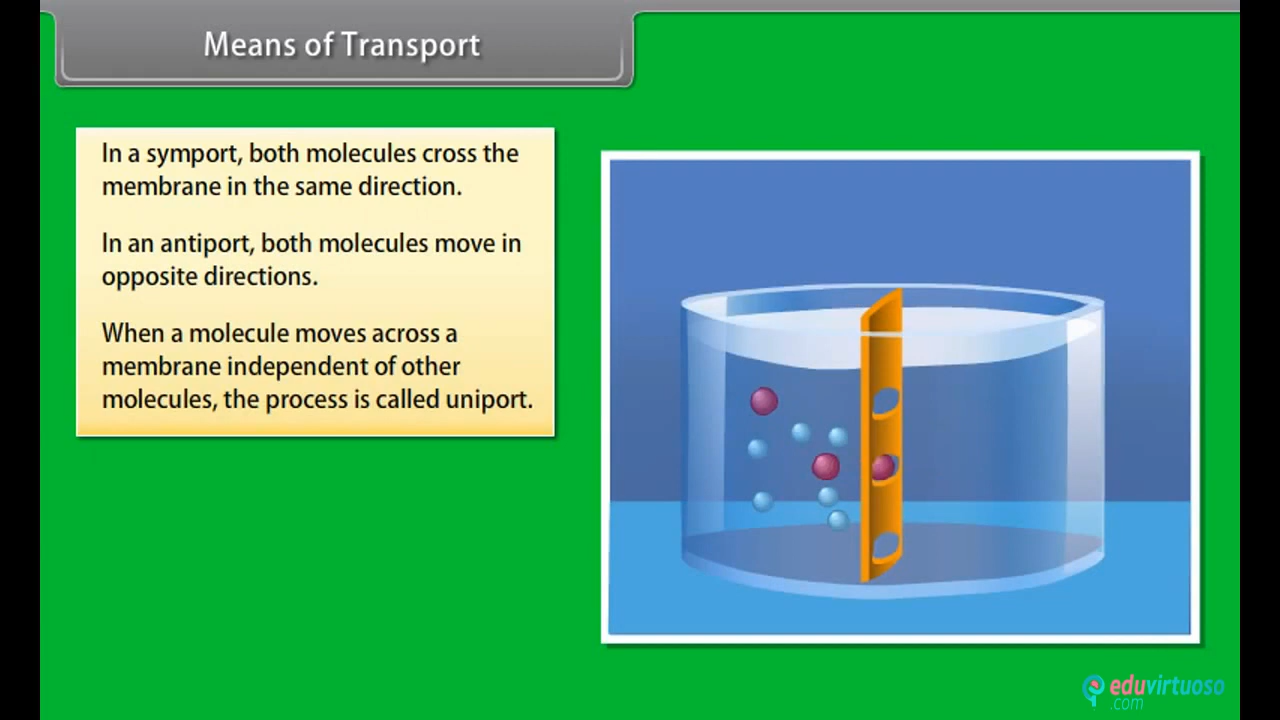 Means of Transport
In a symport, both molecules cross the
membrane in the same direction.
In an antiport, both molecules move in
opposite directions.
When a molecule moves across a
membrane independent of other
molecules, the process is called uniport.
eduvirtuoso
.com